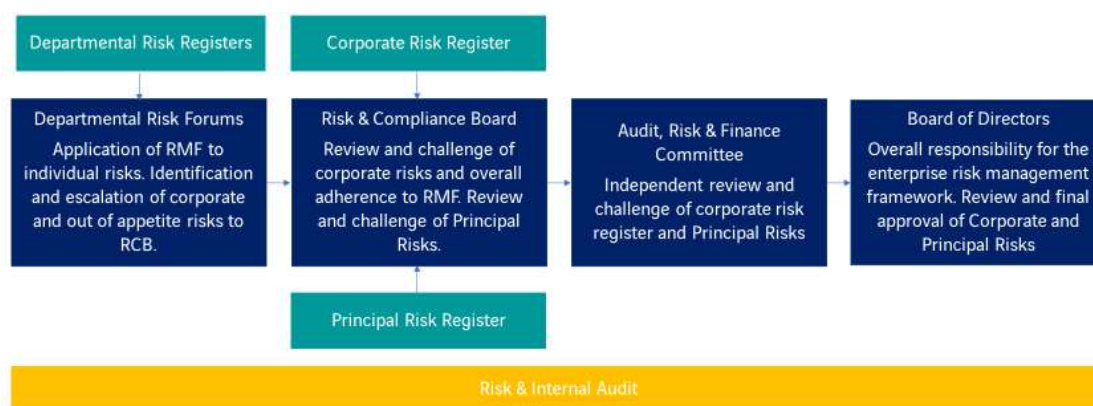 Departmental Risk Registers
Corporate Risk Register
Departmental Risk Forums
Application of RMF to
individual risks. Identification
and escalation of corporate
and out of appetite risks to
RCB.
Risk & Compliance Board
Review and challenge of
corporate risks and overall
adherence to RMF. Review
and challenge of Principal
Risks.
Audit, Risk & Finance
Committee
Independent review and
challenge of corporate risk
register and Principal Risks
Board of Directors
Overall responsibility for the
enterprise risk management
framework. Review and final
approval of Corporate and
Principal Risks
Principal Risk Register
Risk & Internal Audit